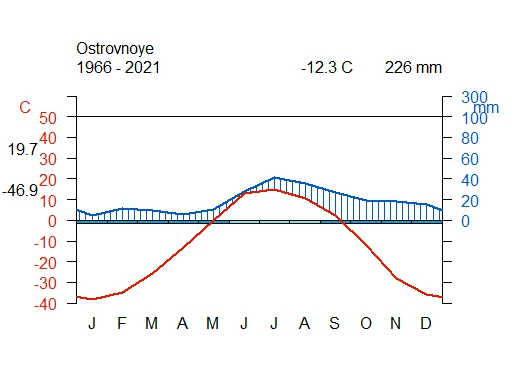 Ostrovnoye
1966 - 2021 -12.3 C 226 mm
C 300
mm
50 100
40 80
19.7
30 60
20 40
-46.9
10 20
0 0
-10
-20
-30
-40
J F M A M J J A S O N D